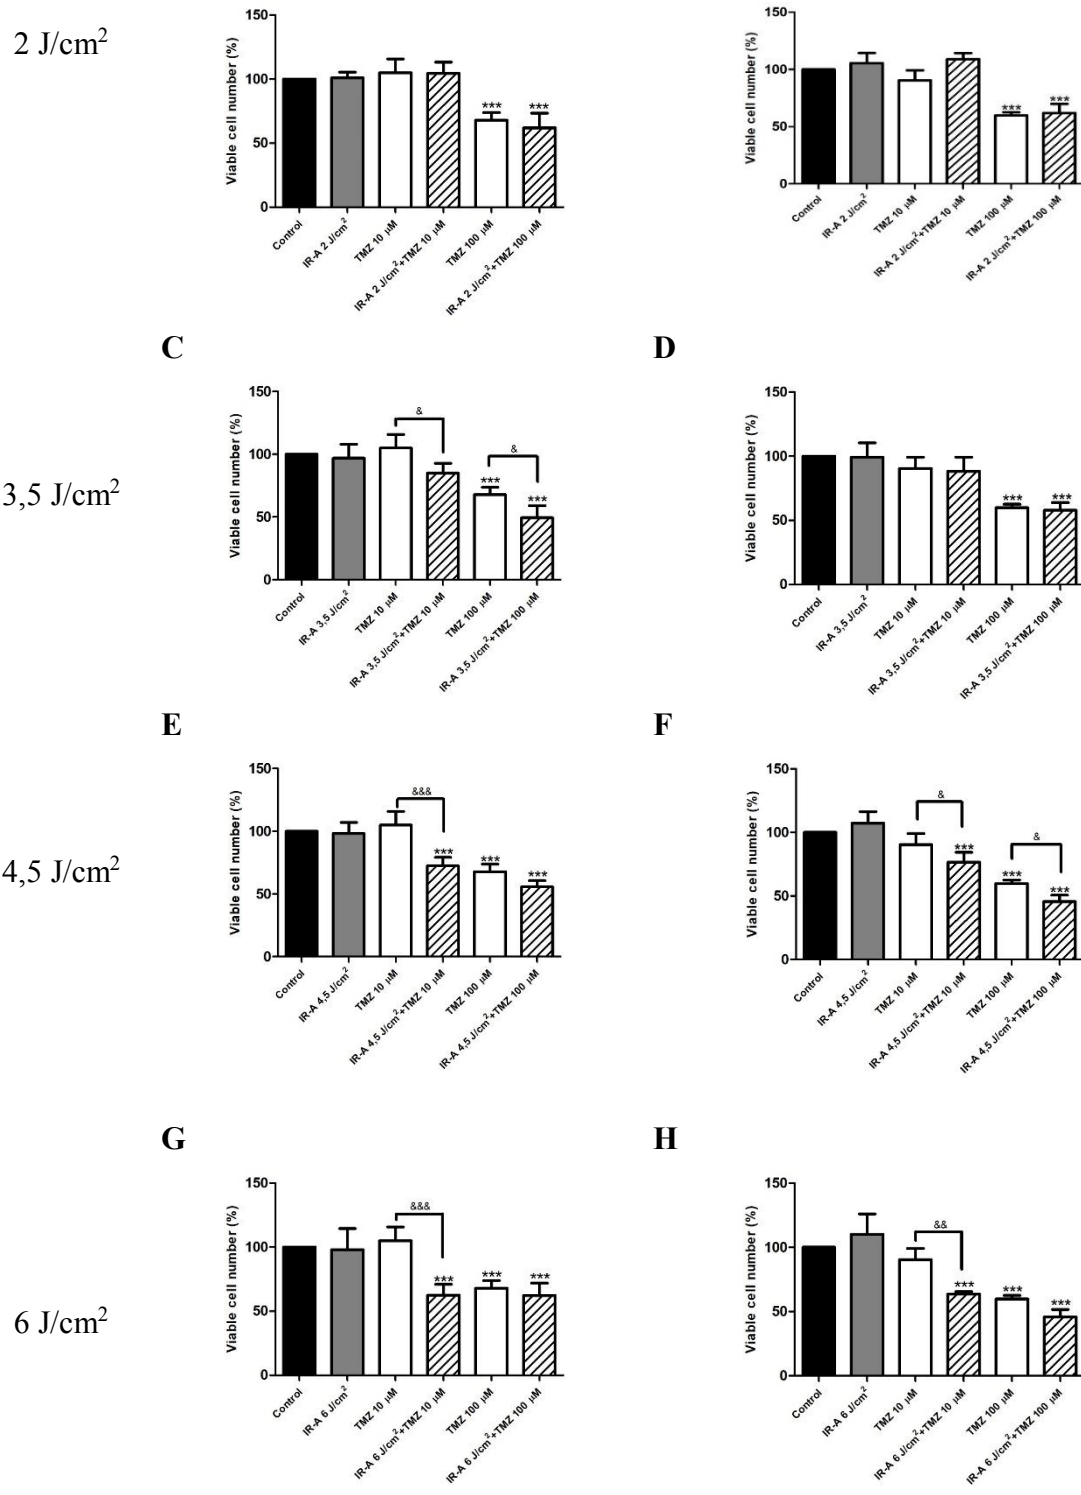 2 J/cm²
150
100
50
0
Viable cell number (%)
***
***
Control
IR-A 2 J/cm²
TMZ 10 µM
IR-A 2 J/cm²+TMZ 10 µM
TMZ 100 µM
IR-A 2 J/cm²+TMZ 100 µM
150
100
50
0
Viable cell number (%)
***
***
Control
IR-A 2 J/cm²
TMZ 10 µM
IR-A 2 J/cm²+TMZ 10 µM
TMZ 100 µM
IR-A 2 J/cm²+TMZ 100 µM
C
D
3,5 J/cm²
150
100
50
0
Viable cell number (%)
&
&
***
***
Control
IR-A 3,5 J/cm²
TMZ 10 µM
IR-A 3,5 J/cm²+TMZ 10 µM
TMZ 100 µM
IR-A 3,5 J/cm²+TMZ 100 µM
150
100
50
0
Viable cell number (%)
***
***
Control
IR-A 3,5 J/cm²
TMZ 10 µM
IR-A 3,5 J/cm²+TMZ 10 µM
TMZ 100 µM
IR-A 3,5 J/cm²+TMZ 100 µM
E
F
4,5 J/cm²
150
100
50
0
Viable cell number (%)
&&&
***
***
***
Control
IR-A 4,5 J/cm²
TMZ 10 µM
IR-A 4,5 J/cm²+TMZ 10 µM
TMZ 100 µM
IR-A 4,5 J/cm²+TMZ 100 µM
150
100
50
0
Viable cell number (%)
&
&
***
***
***
Control
IR-A 4,5 J/cm²
TMZ 10 µM
IR-A 4,5 J/cm²+TMZ 10 µM
TMZ 100 µM
IR-A 4,5 J/cm²+TMZ 100 µM
G
H
6 J/cm²
150
100
50
0
Viable cell number (%)
&&&
***
***
***
Control
IR-A 6 J/cm²
TMZ 10 µM
IR-A 6 J/cm²+TMZ 10 µM
TMZ 100 µM
IR-A 6 J/cm²+TMZ 100 µM
150
100
50
0
Viable cell number (%)
&&
***
***
***
Control
IR-A 6 J/cm²
TMZ 10 µM
IR-A 6 J/cm²+TMZ 10 µM
TMZ 100 µM
IR-A 6 J/cm²+TMZ 100 µM